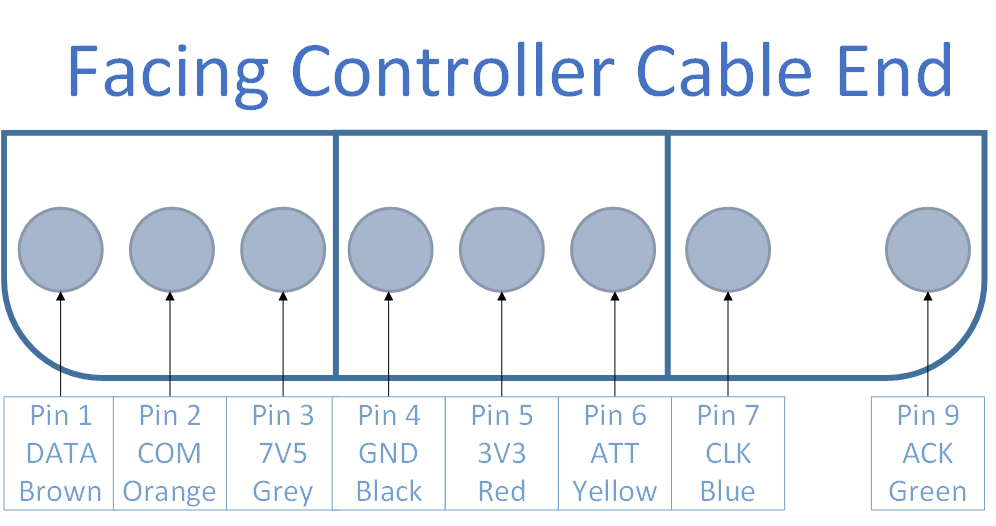 Facing Controller Cable End
Pin 1 Pin 2 Pin 3 Pin 4 Pin 5 Pin 6 Pin 7 Pin 9
DATA COM 7V5 GND 3V3 ATT CLK ACK
Brown Orange Grey Black Red Yellow Blue Green